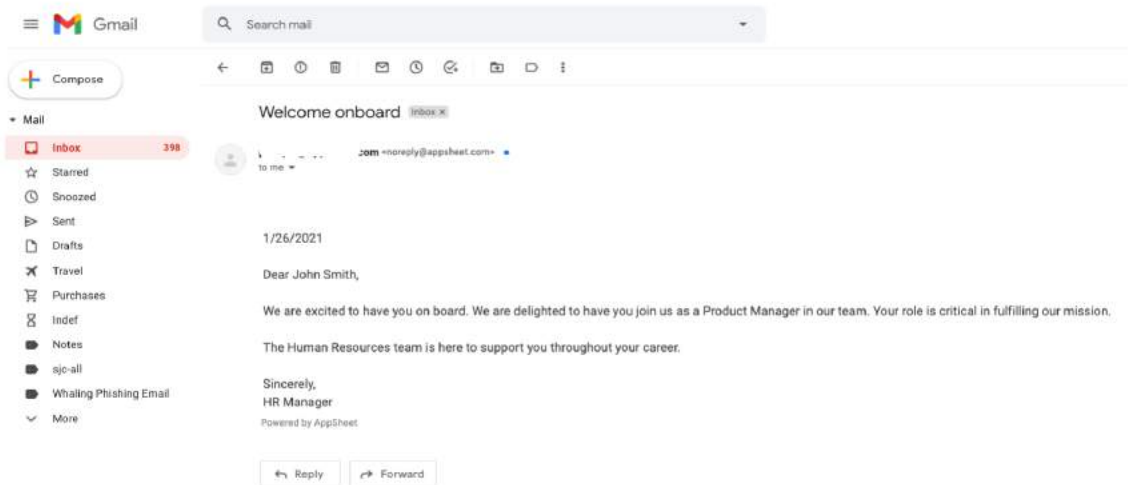 Gmail
Search mail
Compose
Mail
Inbox 398
Starred
Snoozed
Sent
Drafts
Travel
Purchases
Indef
Notes
sjc-all
Whaling Phishing Email
More
Welcome onboard Inbox x
.com <noreply@appsheet.com>
to me
1/26/2021
Dear John Smith,
We are excited to have you on board. We are delighted to have you join us as a Product Manager in our team. Your role is critical in fulfilling our mission.
The Human Resources team is here to support you throughout your career.
Sincerely,
HR Manager
Powered by AppSheet
Reply Forward